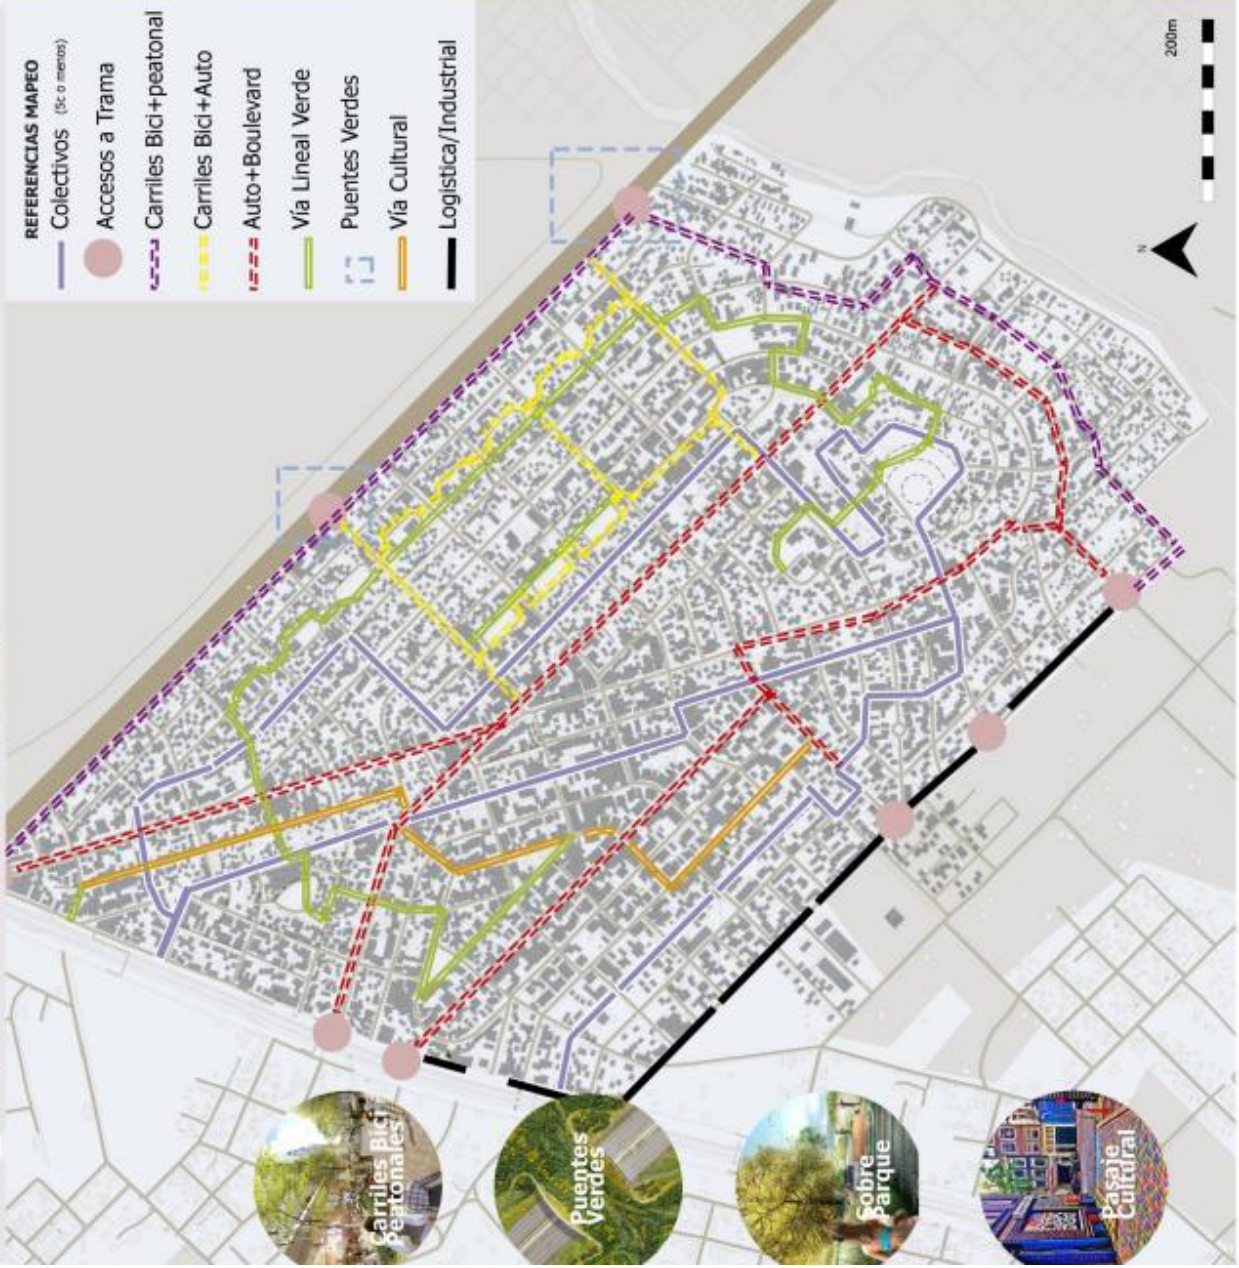 REFERENCIAS MAPEO
Colectivos (5c o menos)
Accesos a Trama
Carriles Bici+peatonal
Carriles Bici+Auto
Auto+Boulevard
Vía Lineal Verde
Puentes Verdes
Vía Cultural
Logistica/Industrial
200m
N
Carriles Bici
Peatonales
Puentes
Verdes
Sobre
Parque
Pasaje
Cultural